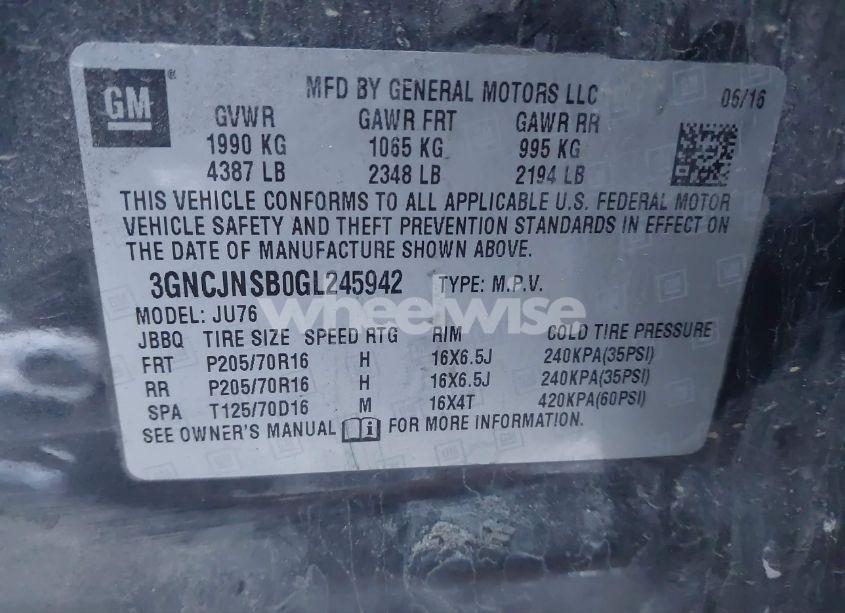 GM ®
MFD BY GENERAL MOTORS LLC 06/16
GVWR GAWR FRT GAWR RR
1990 KG 1065 KG 995 KG
4387 LB 2348 LB 2194 LB
THIS VEHICLE CONFORMS TO ALL APPLICABLE U.S. FEDERAL MOTOR
VEHICLE SAFETY AND THEFT PREVENTION STANDARDS IN EFFECT ON
THE DATE OF MANUFACTURE SHOWN ABOVE.
3GNCJNSB0GL245942 TYPE: M.P.V.
wheelwise
MODEL: JU76
JBBQ TIRE SIZE SPEED RTG RIM COLD TIRE PRESSURE
FRT P205/70R16 H 16X6.5J 240KPA(35PSI)
RR P205/70R16 H 16X6.5J 240KPA(35PSI)
SPA T125/70D16 M 16X4T 420KPA(60PSI)
SEE OWNER'S MANUAL i FOR MORE INFORMATION.